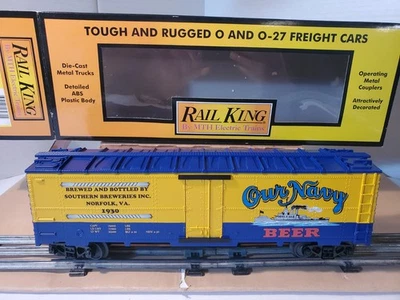 TOUGH AND RUGGED O AND O-27 FREIGHT CARS
Die-Cast
Metal Trucks
Detailed
ABS
Plastic Body
RAIL KING
By MTH Electric Trains
Operating
Metal
Couplers
Attractively
Decorated
KING
Trains
BREWED AND BOTTLED BY
SOUTHERN BREWERIES INC.
NORFOLK, VA.
1930
Our Navy
BEER